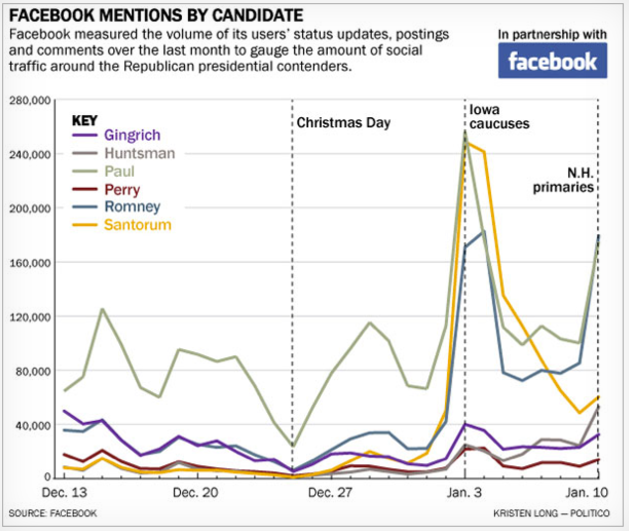 FACEBOOK MENTIONS BY CANDIDATE
Facebook measured the volume of its users' status updates, postings
and comments over the last month to gauge the amount of social
traffic around the Republican presidential contenders.
In partnership with
facebook
280,000
240,000
200,000
160,000
120,000
80,000
40,000
0
KEY
Gingrich
Huntsman
Paul
Perry
Romney
Santorum
Christmas Day
Iowa
caucuses
N.H.
primaries
Dec. 13
Dec. 20
Dec. 27
Jan. 3
Jan. 10
SOURCE: FACEBOOK
KRISTEN LONG — POLITICO